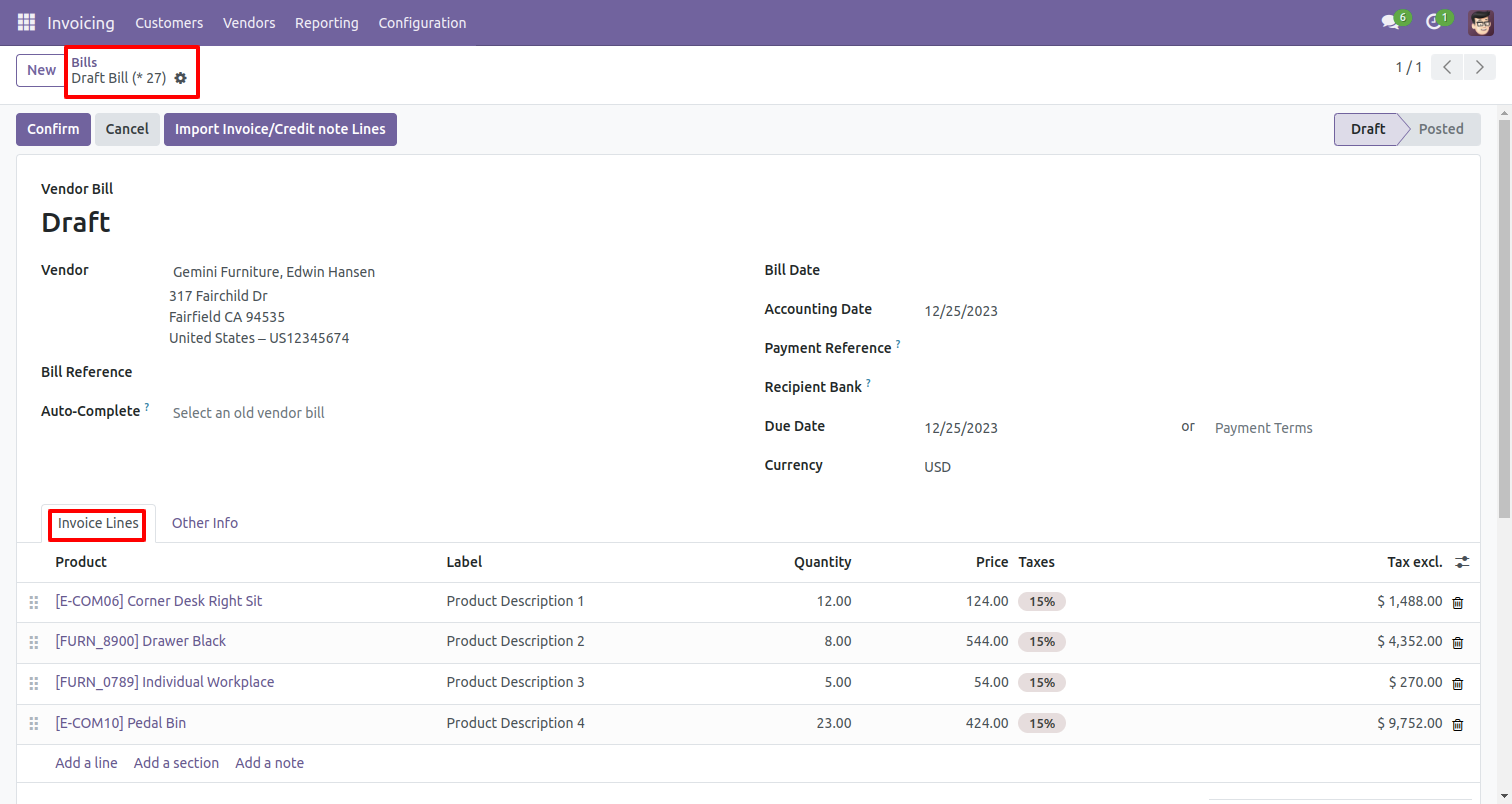 Invoicing Customers Vendors Reporting Configuration 6 1
New Bills 1 / 1
Draft Bill (* 27)
Confirm Cancel Import Invoice/Credit note Lines Draft Posted
Vendor Bill
Draft
Vendor Gemini Furniture, Edwin Hansen
317 Fairchild Dr
Fairfield CA 94535
United States – US12345674
Bill Reference
Auto-Complete ? Select an old vendor bill
Bill Date
Accounting Date 12/25/2023
Payment Reference ?
Recipient Bank ?
Due Date 12/25/2023 or Payment Terms
Currency USD
Invoice Lines Other Info
Product Label Quantity Price Taxes Tax excl.
[E-COM06] Corner Desk Right Sit Product Description 1 12.00 124.00 15% $ 1,488.00
[FURN_8900] Drawer Black Product Description 2 8.00 544.00 15% $ 4,352.00
[FURN_0789] Individual Workplace Product Description 3 5.00 54.00 15% $ 270.00
[E-COM10] Pedal Bin Product Description 4 23.00 424.00 15% $ 9,752.00
Add a line Add a section Add a note